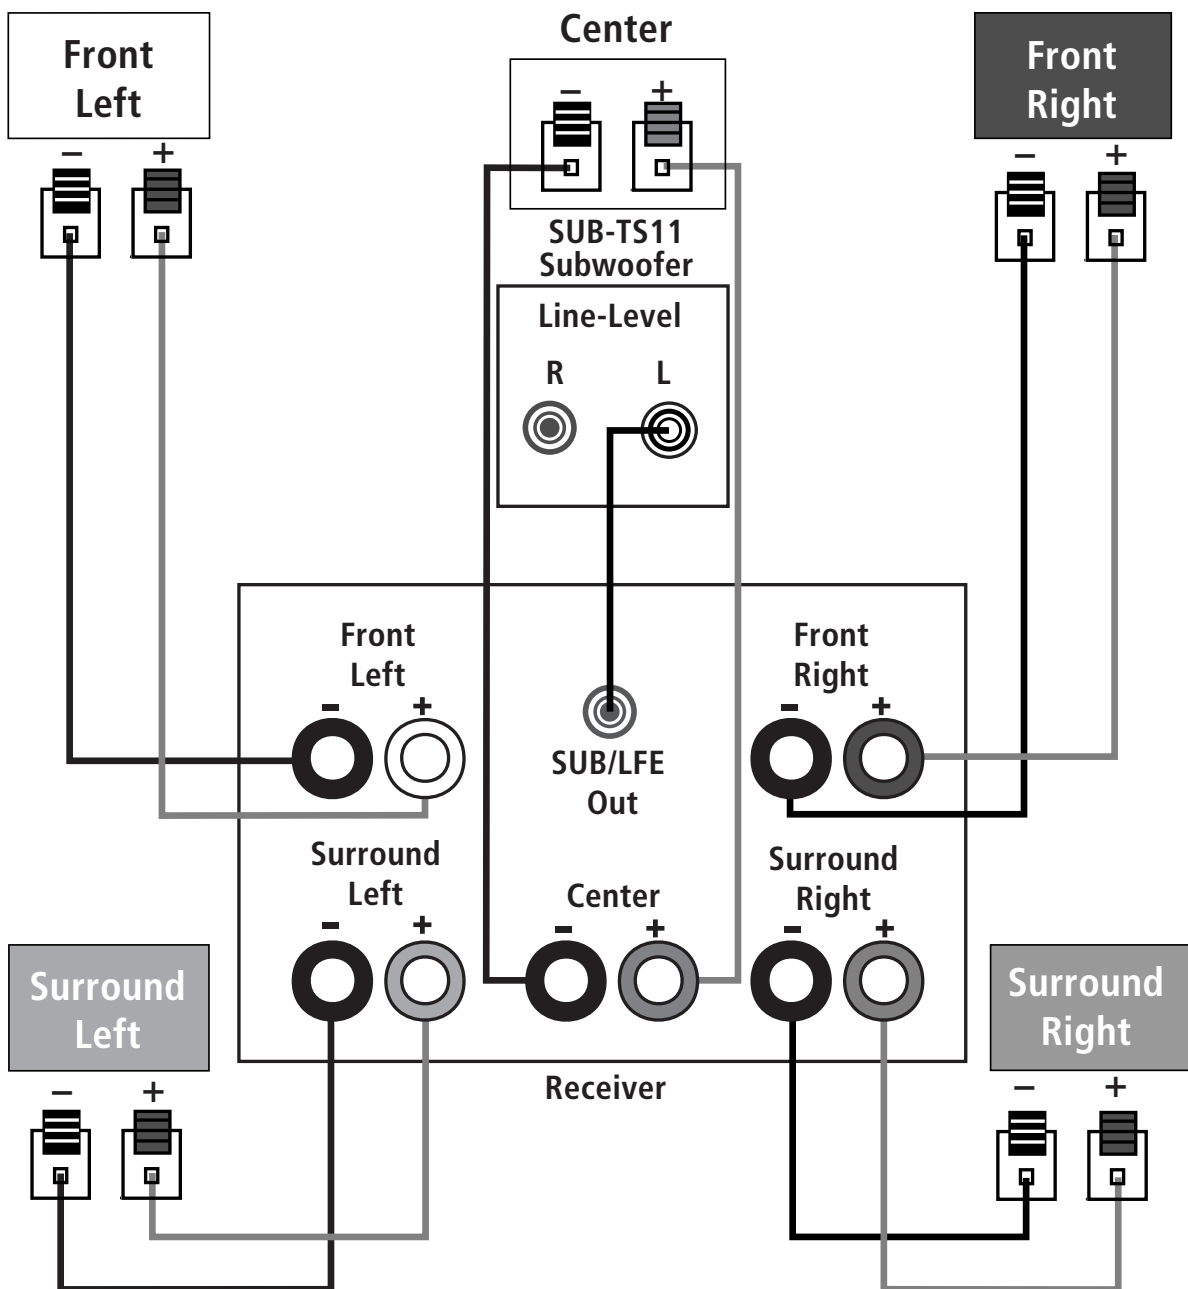 Center
Front
Left
Front
Right
− +
− +
− +
SUB-TS11
Subwoofer
Line-Level
R L
Front
Left
Front
Right
- +
- +
SUB/LFE
Out
Surround
Left
Center
Surround
Right
- +
- +
- +
Surround
Left
Surround
Right
Receiver
− +
− +